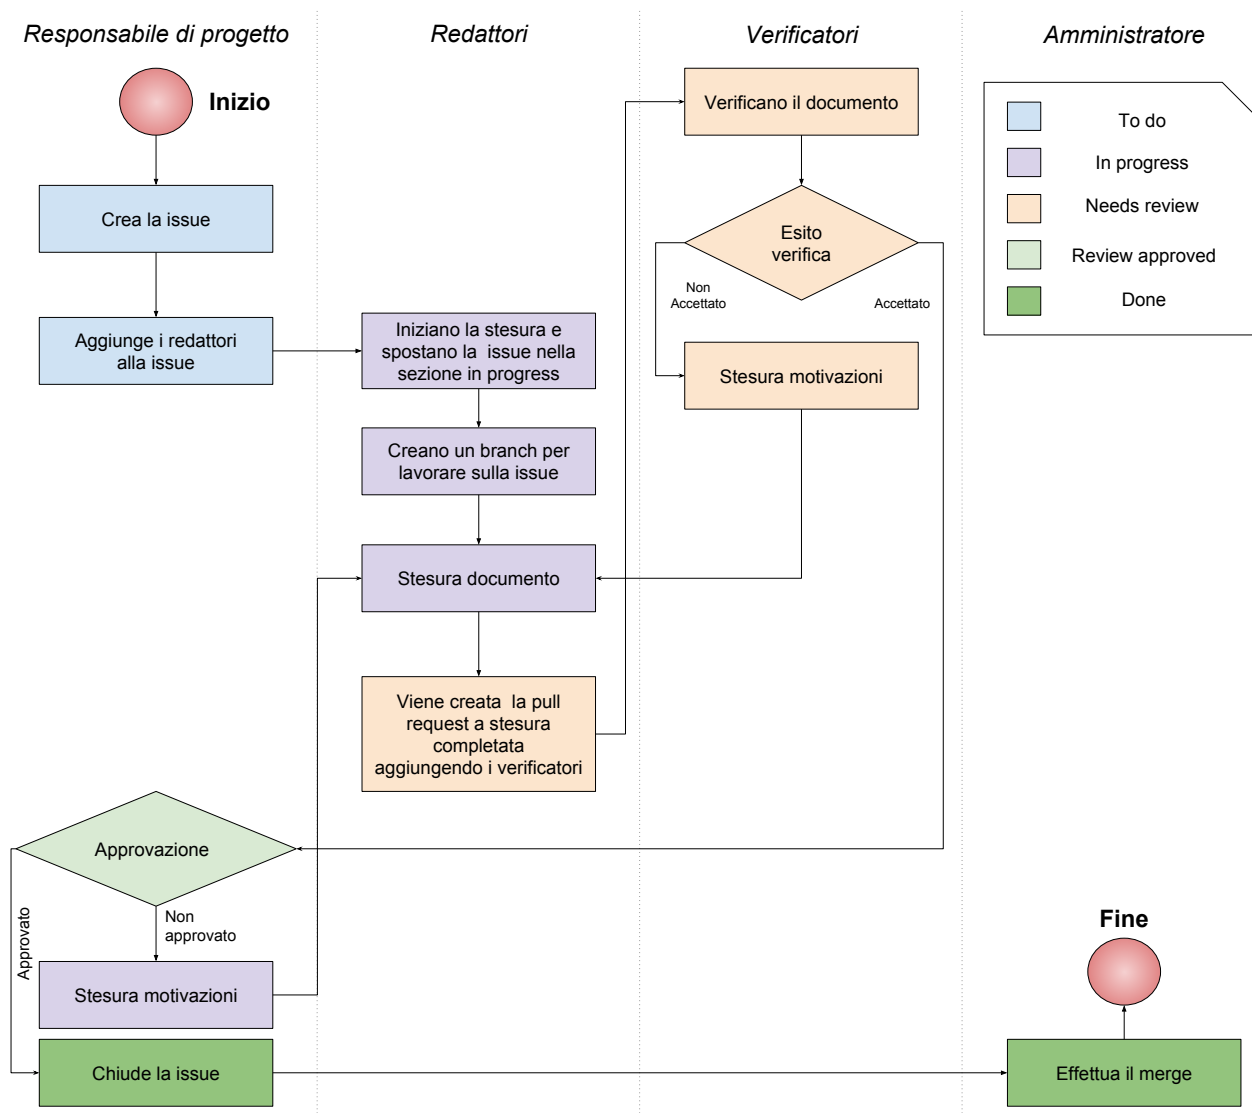 Responsabile di progetto
Redattori
Verificatori
Amministratore
Inizio
Crea la issue
Aggiunge i redattori
alla issue
Iniziano la stesura e
spostano la issue nella
sezione in progress
Creano un branch per
lavorare sulla issue
Stesura documento
Viene creata la pull
request a stesura
completata
aggiungendo i verificatori
Verificano il documento
Esito
verifica
Non
Accettato
Accettato
Stesura motivazioni
To do
In progress
Needs review
Review approved
Done
Approvazione
Approvato
Non
approvato
Stesura motivazioni
Chiude la issue
Fine
Effettua il merge